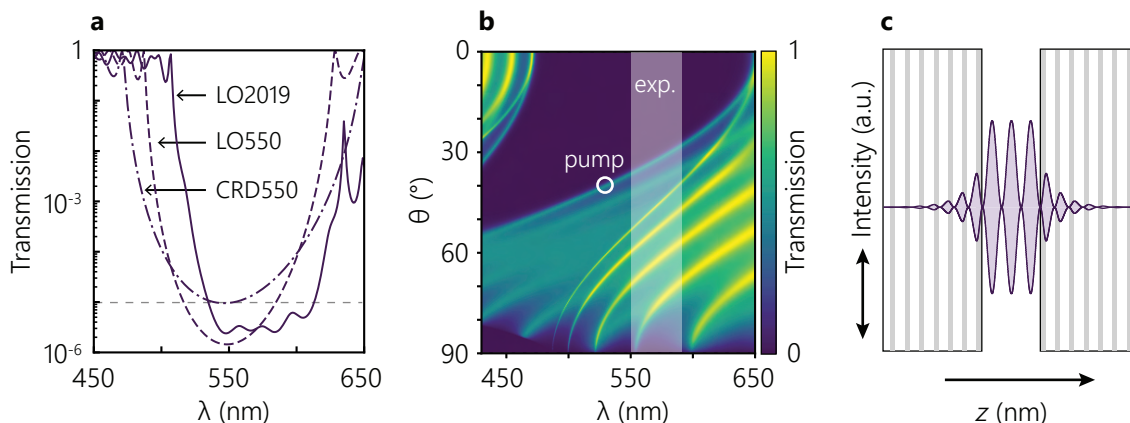 a
1
10⁻³
10⁻⁶
Transmission
LO2019
LO550
CRD550
450
550
650
λ (nm)
b
0
30
60
90
θ (°)
exp.
pump
450
550
650
λ (nm)
1
0
Transmission
c
Intensity (a.u.)
z (nm)